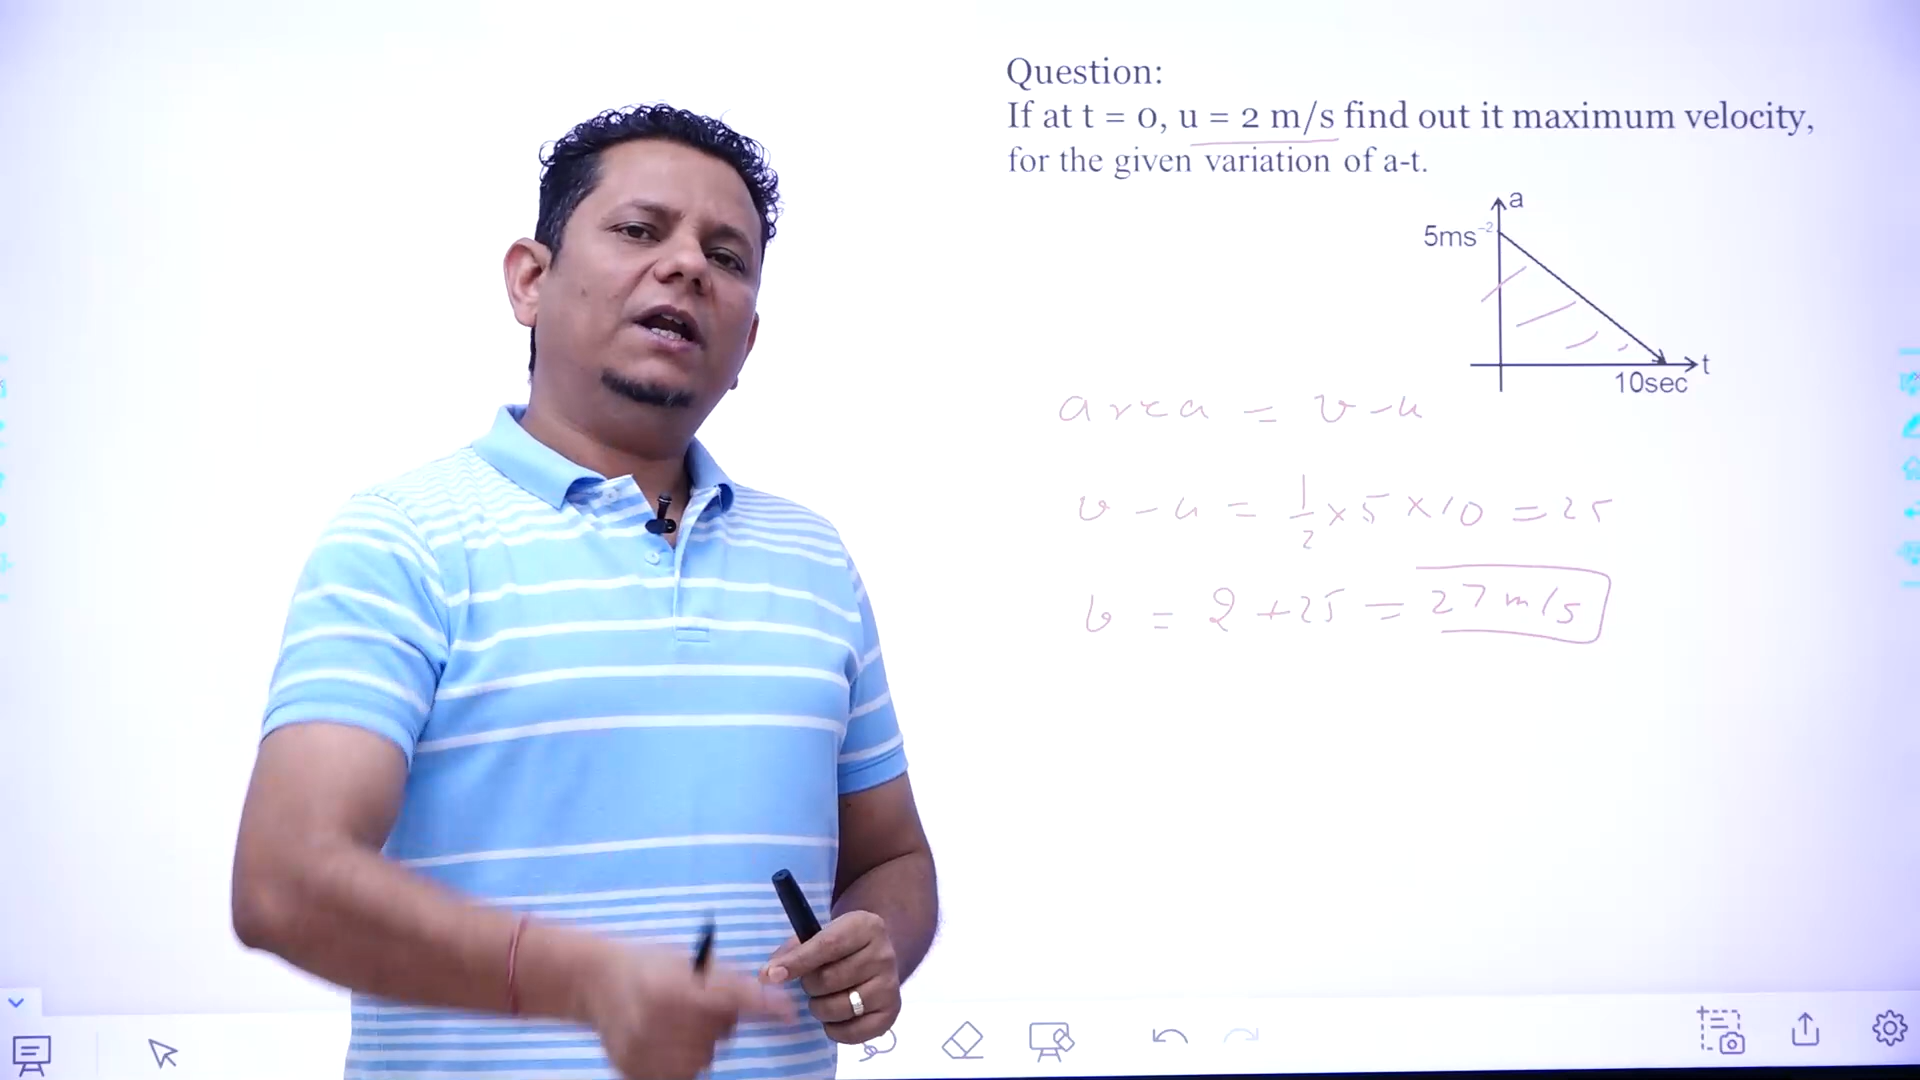 Question:
If at t = 0, u = 2 m/s find out it maximum velocity,
for the given variation of a-t.
a
5ms⁻²
t
10sec
area = v - u
v - u = 1/2 × 5 × 10 = 25
v = 2 + 25 = 27 m/s